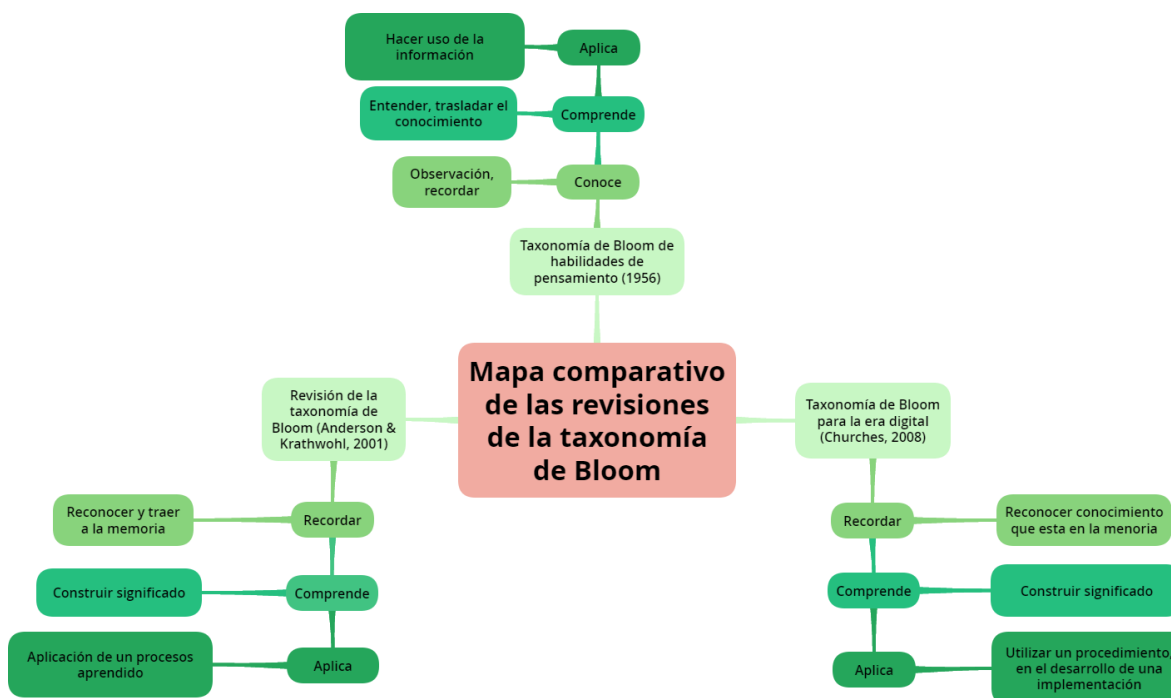 Hacer uso de la
información
Aplica
Entender, trasladar el
conocimiento
Comprende
Observación,
recordar
Conoce
Taxonomía de Bloom de
habilidades de
pensamiento (1956)
Mapa comparativo
de las revisiones
de la taxonomía
de Bloom
Revisión de la
taxonomía de
Bloom (Anderson &
Krathwohl, 2001)
Reconocer y traer
a la memoria
Recordar
Construir significado
Comprende
Aplicación de un procesos
aprendido
Aplica
Taxonomía de Bloom
para la era digital
(Churches, 2008)
Recordar
Reconocer conocimiento
que esta en la menoria
Comprende
Construir significado
Aplica
Utilizar un procedimiento,
en el desarrollo de una
implementación